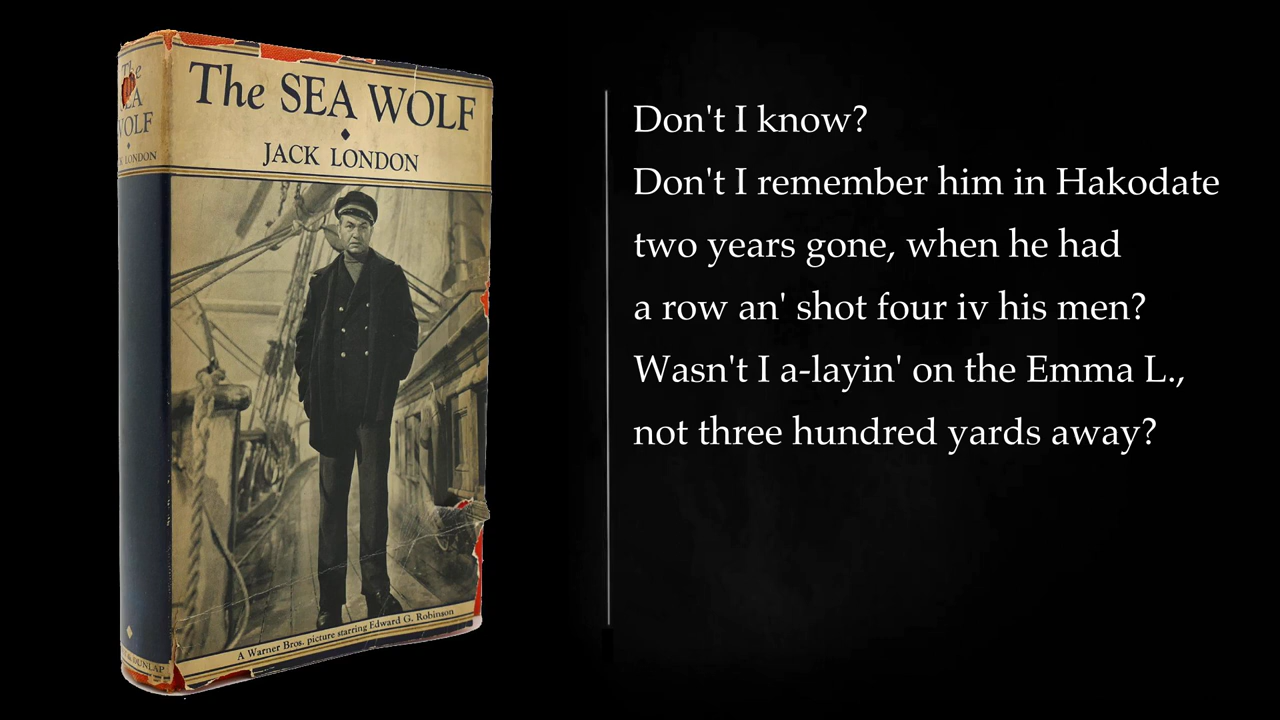 The
SEA
WOLF
LONDON
DUNLAP
The SEA WOLF
JACK LONDON
A Warner Bros. picture starring Edward G. Robinson
Don't I know?
Don't I remember him in Hakodate
two years gone, when he had
a row an' shot four iv his men?
Wasn't I a-layin' on the Emma L.,
not three hundred yards away?